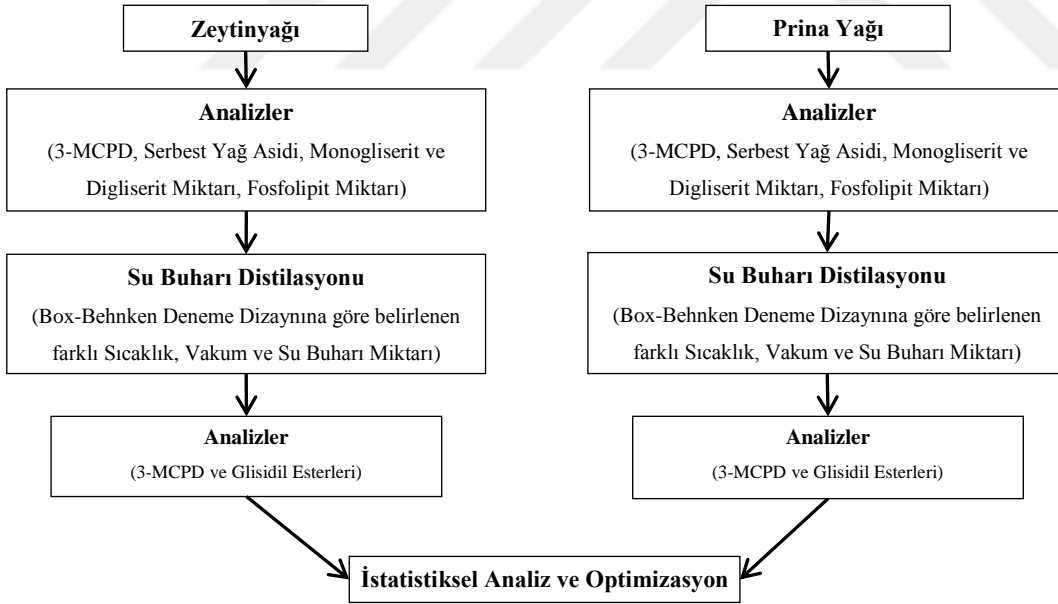 Zeytinyağı
Analizler
(3-MCPD, Serbest Yağ Asidi, Monogliserit ve
Digliserit Miktarı, Fosfolipit Miktarı)
Su Buharı Distilasyonu
(Box-Behnken Deneme Dizaynına göre belirlenen
farklı Sıcaklık, Vakum ve Su Buharı Miktarı)
Analizler
(3-MCPD ve Glisidil Esterleri)
Prina Yağı
Analizler
(3-MCPD, Serbest Yağ Asidi, Monogliserit ve
Digliserit Miktarı, Fosfolipit Miktarı)
Su Buharı Distilasyonu
(Box-Behnken Deneme Dizaynına göre belirlenen
farklı Sıcaklık, Vakum ve Su Buharı Miktarı)
Analizler
(3-MCPD ve Glisidil Esterleri)
İstatistiksel Analiz ve Optimizasyon